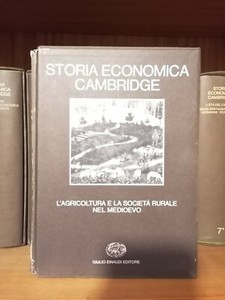 STORIA ECONOMICA
CAMBRIDGE
L'AGRICOLTURA E LA SOCIETÀ RURALE
NEL MEDIOEVO
GIULIO EINAUDI EDITORE
STORIA
ECONOMICA
CAMBRIDGE
7*